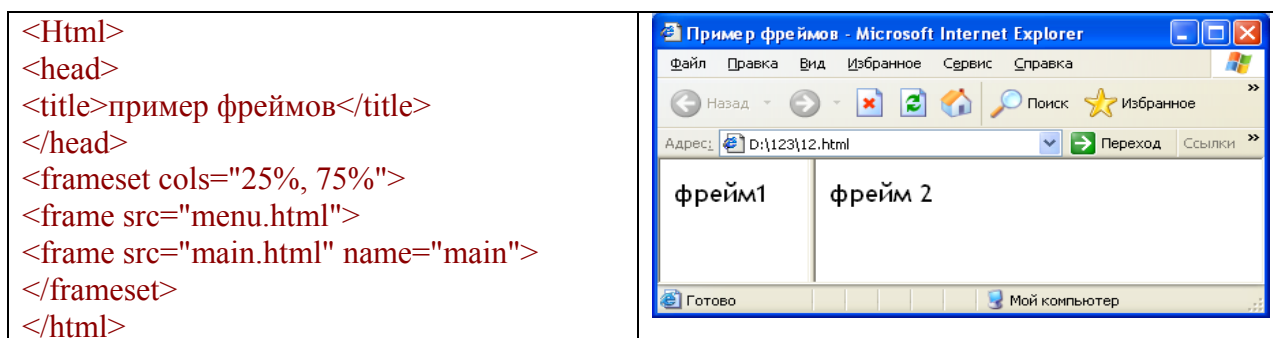 <Html>
<head>
<title>пример фреймов</title>
</head>
<frameset cols="25%, 75%">
<frame src="menu.html">
<frame src="main.html" name="main">
</frameset>
</html>
Пример фреймов - Microsoft Internet Explorer
Файл Правка Вид Избранное Сервис Справка
Назад Поиск Избранное »
Адрес: D:\123\12.html Переход Ссылки »
фрейм1 фрейм 2
Готово Мой компьютер